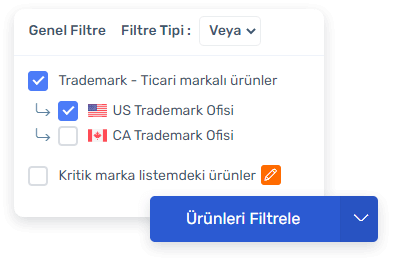 Genel Filtre Filtre Tipi : Veya
Trademark - Ticari markalı ürünler
US Trademark Ofisi
CA Trademark Ofisi
Kritik marka listemdeki ürünler
Ürünleri Filtrele